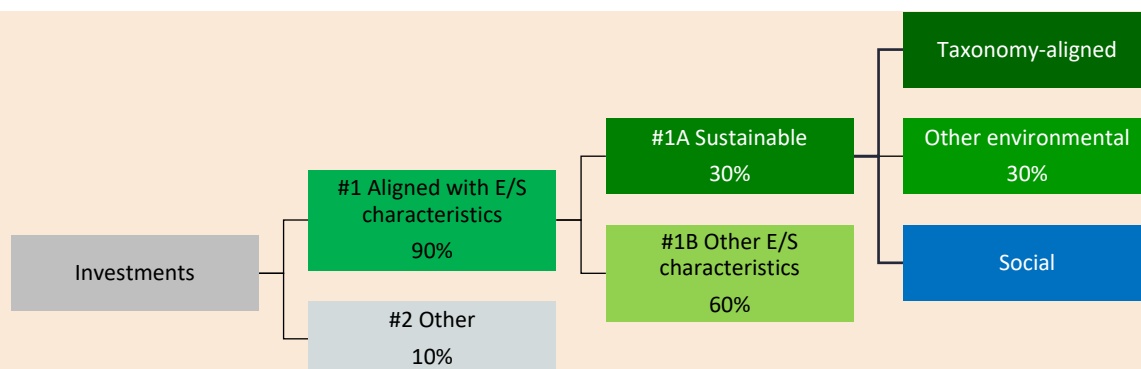 Taxonomy-aligned
#1A Sustainable
30%
Other environmental
30%
#1 Aligned with E/S
characteristics
90%
#1B Other E/S
characteristics
60%
Social
Investments
#2 Other
10%